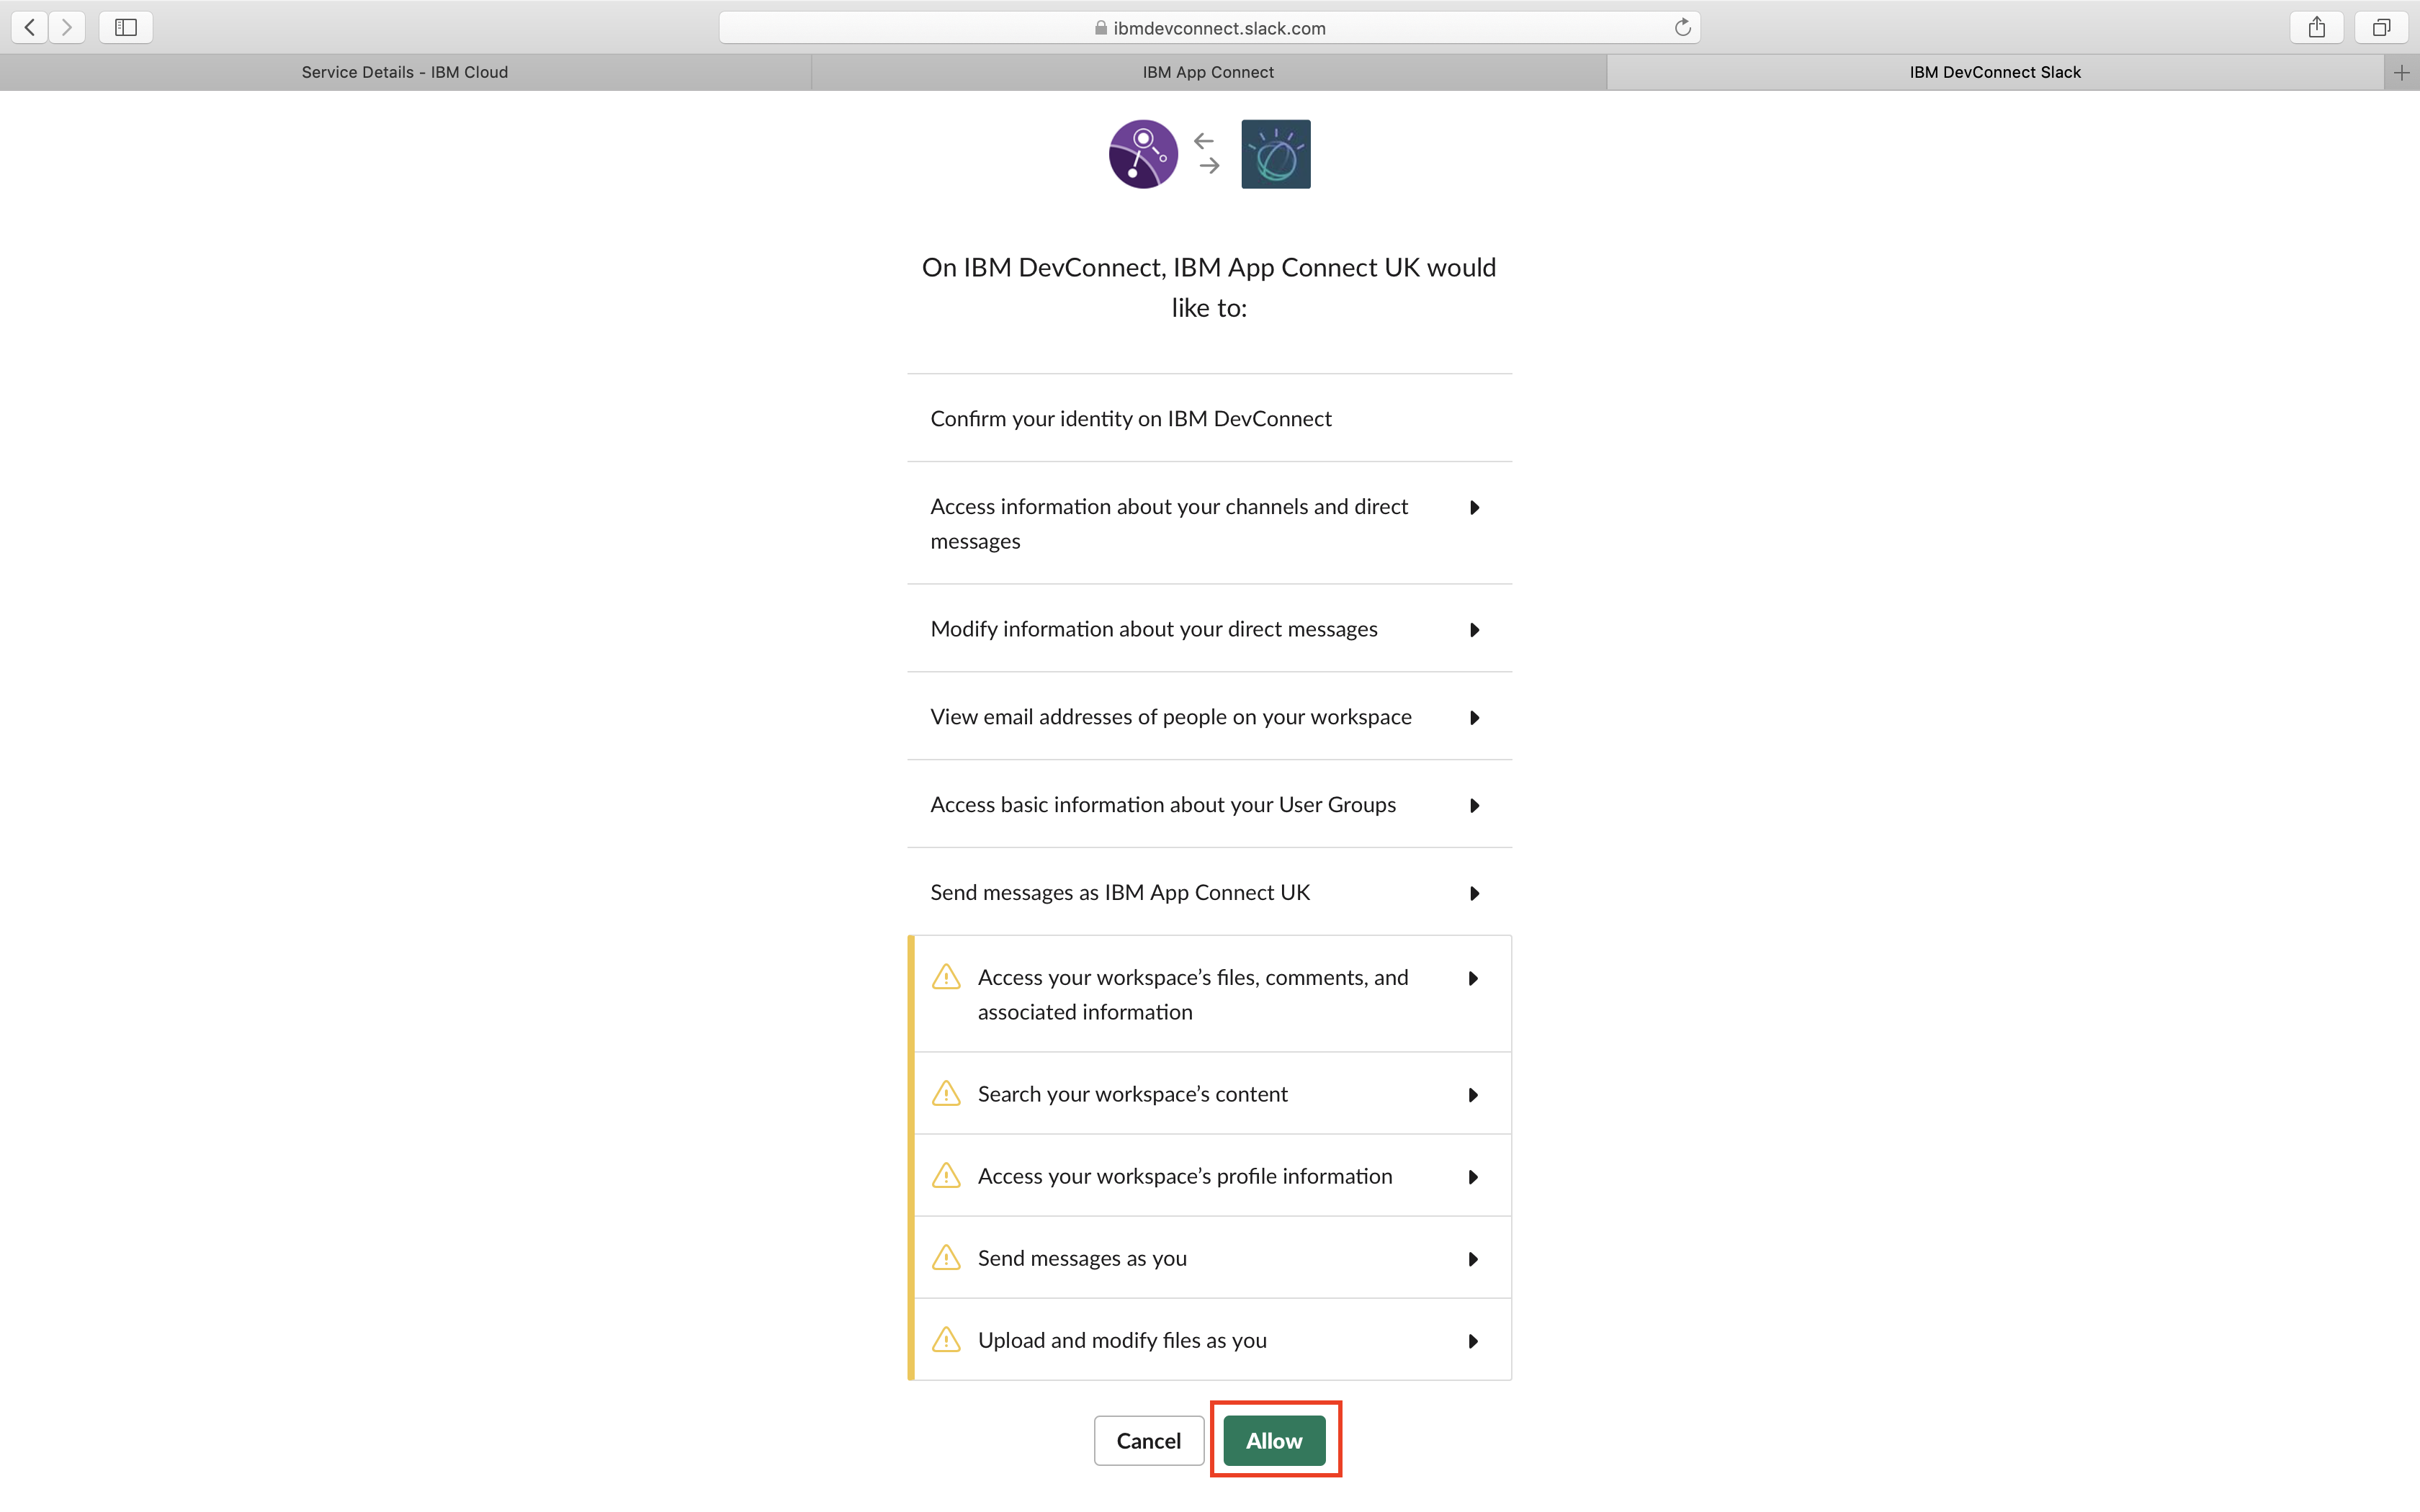 ibmdevconnect.slack.com
Service Details - IBM Cloud
IBM App Connect
IBM DevConnect Slack
On IBM DevConnect, IBM App Connect UK would
like to:
Confirm your identity on IBM DevConnect
Access information about your channels and direct
messages
Modify information about your direct messages
View email addresses of people on your workspace
Access basic information about your User Groups
Send messages as IBM App Connect UK
Access your workspace’s files, comments, and
associated information
Search your workspace’s content
Access your workspace’s profile information
Send messages as you
Upload and modify files as you
Cancel
Allow